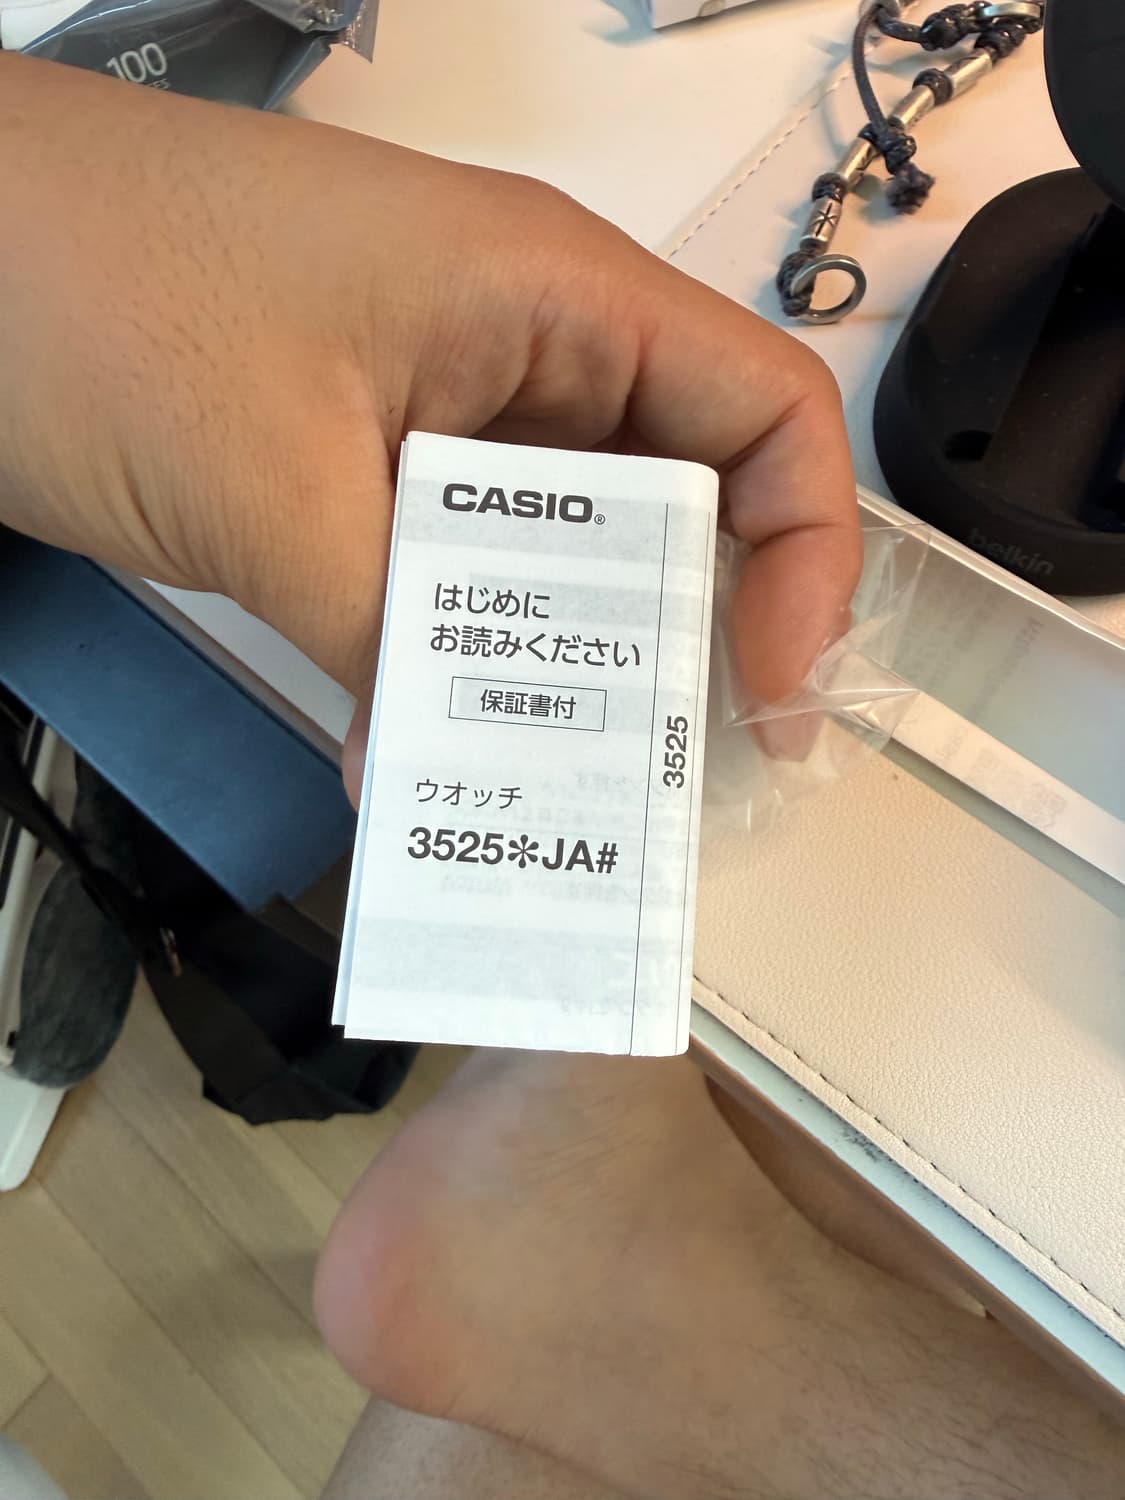 100
CASIO®
はじめに
お読みください
保証書付
ウオッチ
3525✻JA#
3525
belkin